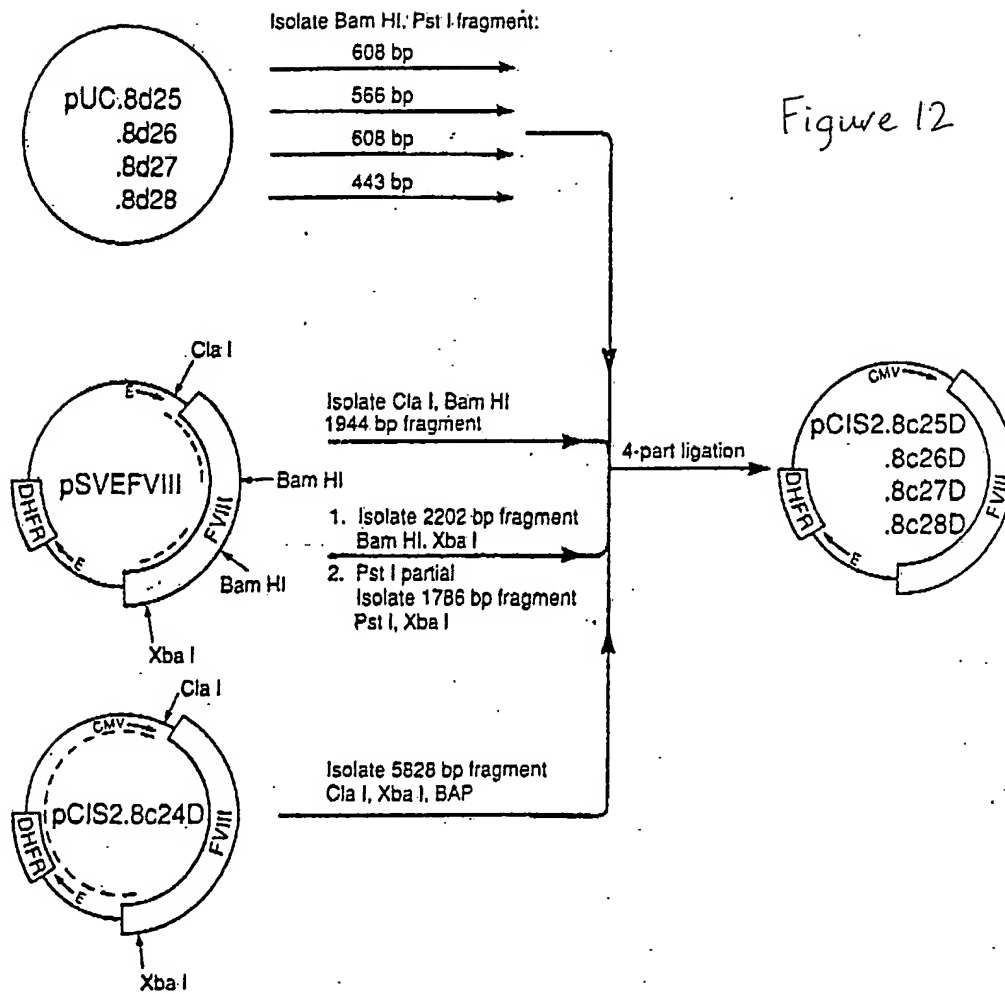 Isolate Bam HI. Pst I fragment:
608 bp
566 bp
608 bp
443 bp
pUC.8d25
.8d26
.8d27
.8d28
Figure 12
Cla I
E
pSVEFVIII
FVIII
DHFR
E
Bam HI
Bam HI
Xba I
Isolate Cla I, Bam HI
1944 bp fragment
1. Isolate 2202 bp fragment
Bam HI. Xba I
2. Pst I partial
Isolate 1786 bp fragment
Pst I, Xba I
4-part ligation
CMV
pCIS2.8c25D
.8c26D
.8c27D
.8c28D
DHFR
E
FVIII
Cla I
CMV
pCIS2.8c24D
FVIII
DHFR
E
Xba I
Isolate 5828 bp fragment
Cla I, Xba I, BAP